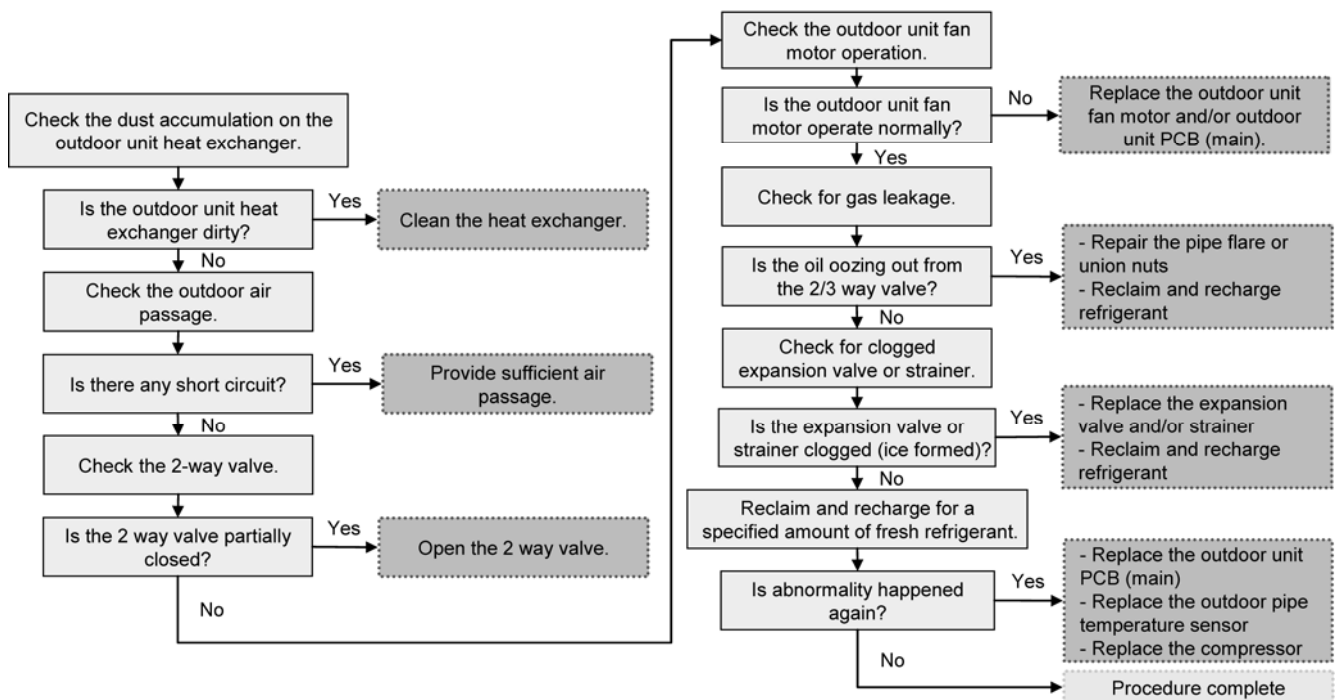 Check the dust accumulation on the
outdoor unit heat exchanger.
Is the outdoor unit heat
exchanger dirty?
Yes
Clean the heat exchanger.
No
Check the outdoor air
passage.
Is there any short circuit?
Yes
Provide sufficient air
passage.
No
Check the 2-way valve.
Is the 2 way valve partially
closed?
Yes
Open the 2 way valve.
No
Check the outdoor unit fan
motor operation.
Is the outdoor unit fan
motor operate normally?
No
Replace the outdoor unit
fan motor and/or outdoor
unit PCB (main).
Yes
Check for gas leakage.
Is the oil oozing out from
the 2/3 way valve?
Yes
- Repair the pipe flare or
union nuts
- Reclaim and recharge
refrigerant
No
Check for clogged
expansion valve or strainer.
Is the expansion valve or
strainer clogged (ice formed)?
Yes
- Replace the expansion
valve and/or strainer
- Reclaim and recharge
refrigerant
No
Reclaim and recharge for a
specified amount of fresh refrigerant.
Is abnormality happened
again?
Yes
- Replace the outdoor unit
PCB (main)
- Replace the outdoor pipe
temperature sensor
- Replace the compressor
No
Procedure complete